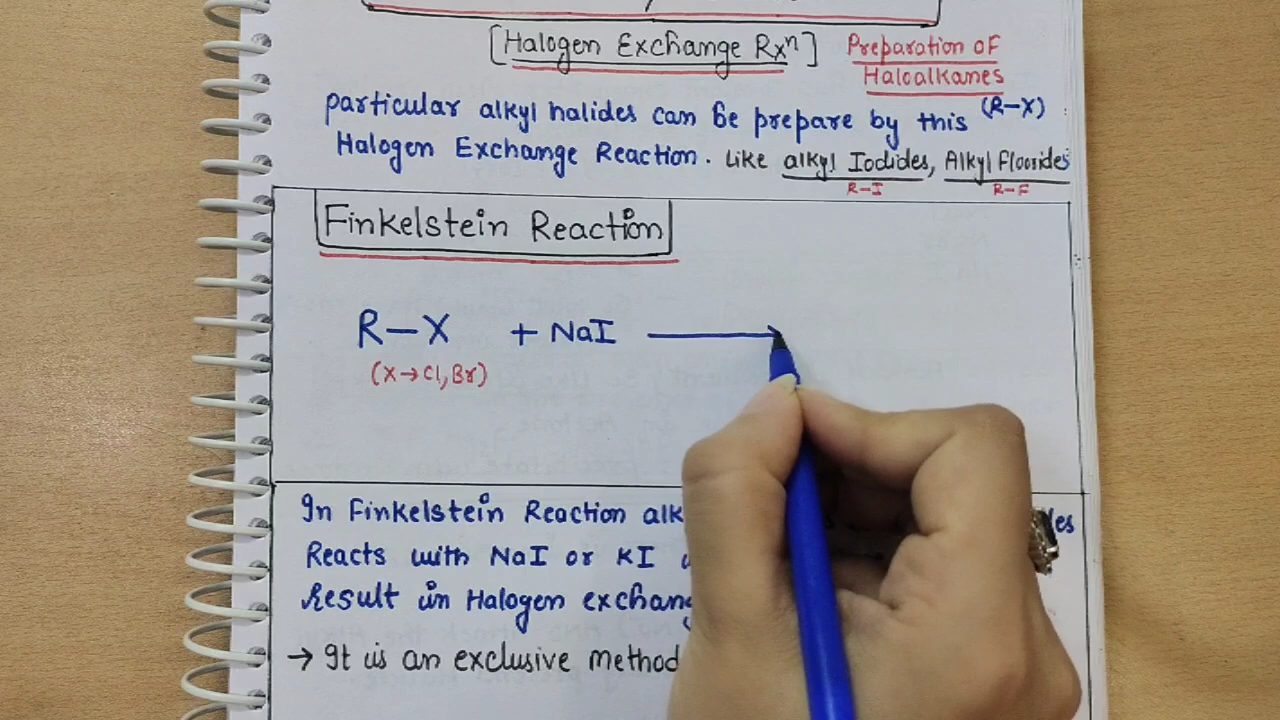 [Halogen Exchange Rxⁿ] Preparation of
Haloalkanes
particular alkyl halides can be prepare by this (R-X)
Halogen Exchange Reaction. Like alkyl Iodides, Alkyl Flourides
R-I R-F
Finkelstein Reaction
R-X + NaI →
(X→Cl, Br)
In Finkelstein Reaction alk
Reacts with NaI or KI
Result in Halogen exchang
→ It is an exclusive method